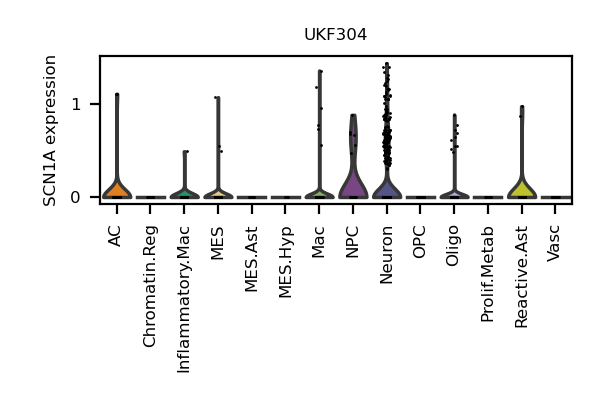 UKF304
SCN1A expression
1
0
AC
Chromatin.Reg
Inflammatory.Mac
MES
MES.Ast
MES.Hyp
Mac
NPC
Neuron
OPC
Oligo
Prolif.Metab
Reactive.Ast
Vasc